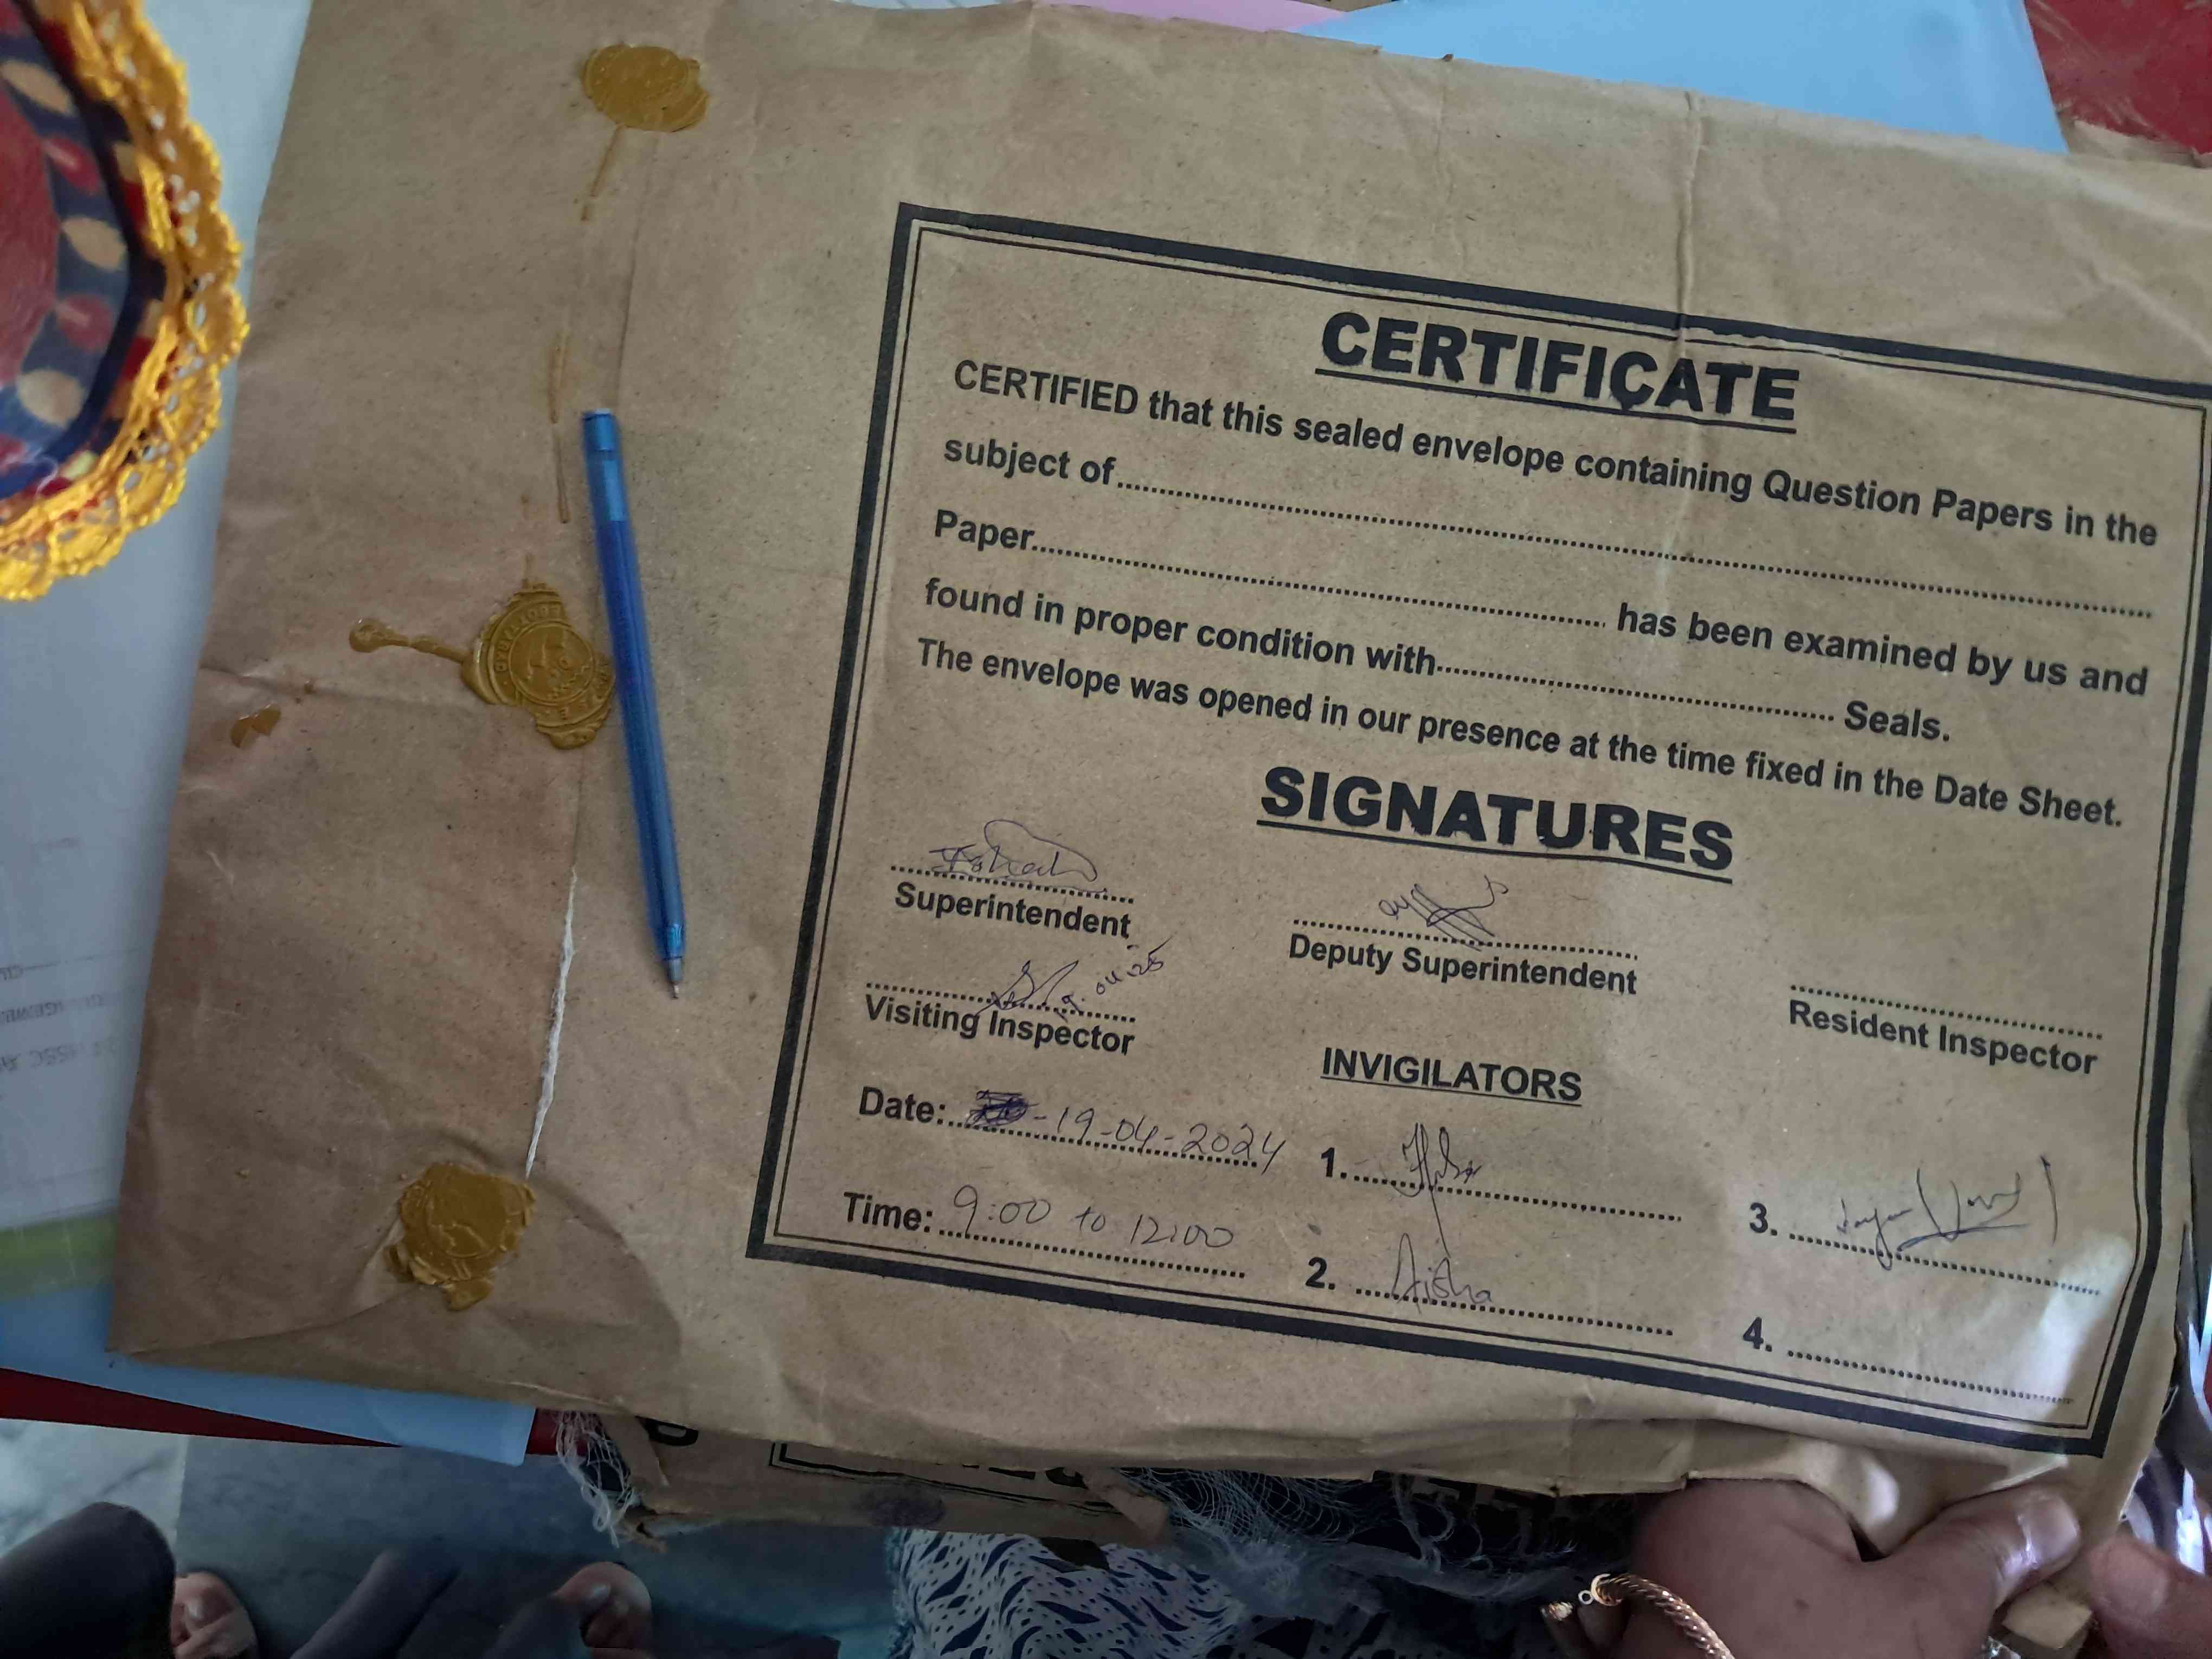 CERTIFICATE
CERTIFIED that this sealed envelope containing Question Papers in the
subject of
Paper has been examined by us and
found in proper condition with Seals.
The envelope was opened in our presence at the time fixed in the Date Sheet.
SIGNATURES
Superintendent
Deputy Superintendent
19.04.25
Visiting Inspector
Resident Inspector
INVIGILATORS
Date: -19-04-2024
Time: 9:00 to 12:00
1.
2. Aisha
3.
4.